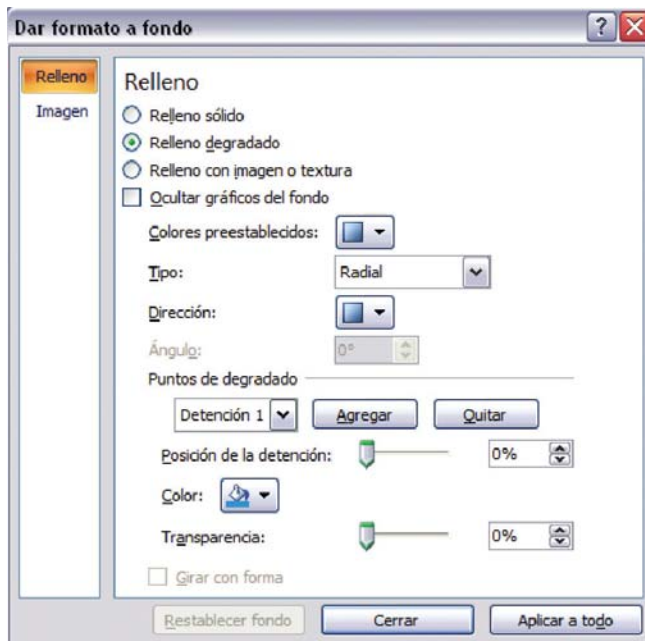 Dar formato a fondo
Relleno
Imagen
Relleno
Relleno sólido
Relleno degradado
Relleno con imagen o textura
Ocultar gráficos del fondo
Colores preestablecidos:
Tipo: Radial
Dirección:
Ángulo: 0°
Puntos de degradado
Detención 1 Agregar Quitar
Posición de la detención: 0%
Color:
Transparencia: 0%
Girar con forma
Restablecer fondo Cerrar Aplicar a todo